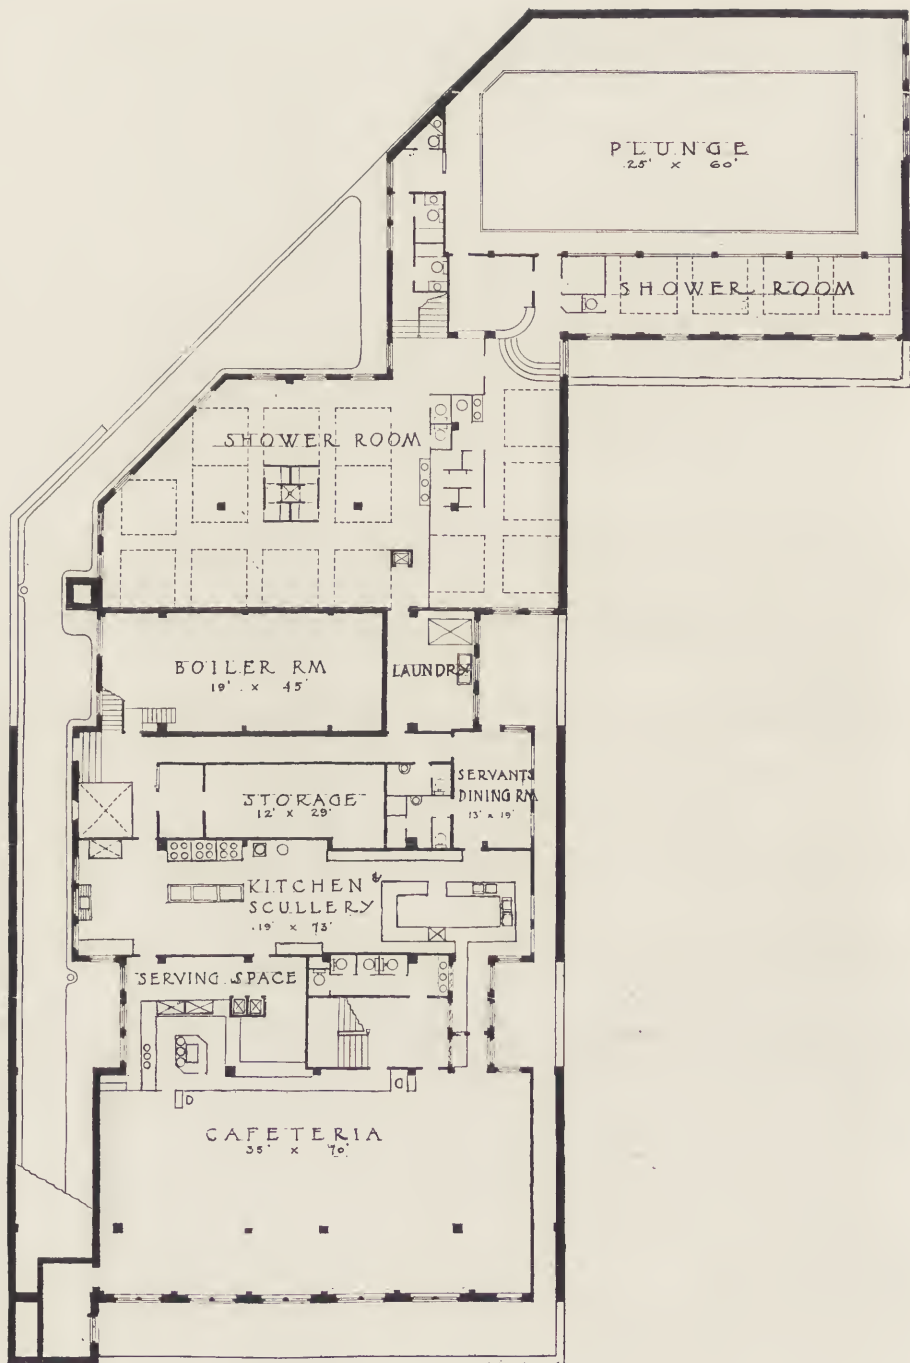 PLUNGE
25' x 60'
SHOWER ROOM
SHOWER ROOM
BOILER RM
19' x 45'
LAUNDRY
SERVANTS
DINING RM
13' x 19'
STORAGE
12' x 29'
KITCHEN &
SCULLERY
19' x 73'
SERVING SPACE
C
D
CAFETERIA
35' x 70'